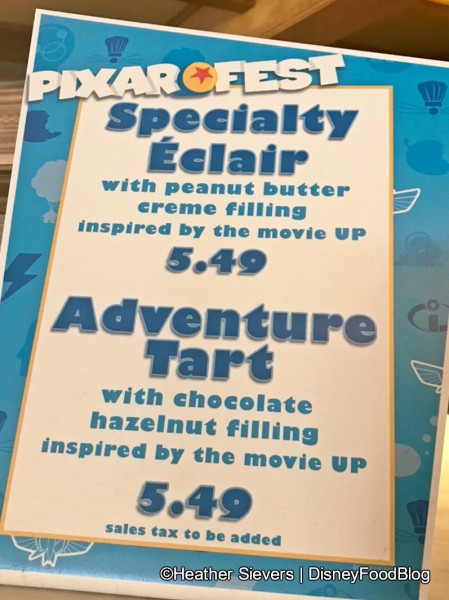 PIXAR FEST
Specialty
Éclair
with peanut butter
creme filling
inspired by the movie UP
5.49
Adventure
Tart
with chocolate
hazelnut filling
inspired by the movie UP
5.49
sales tax to be added
©Heather Sievers | DisneyFoodBlog